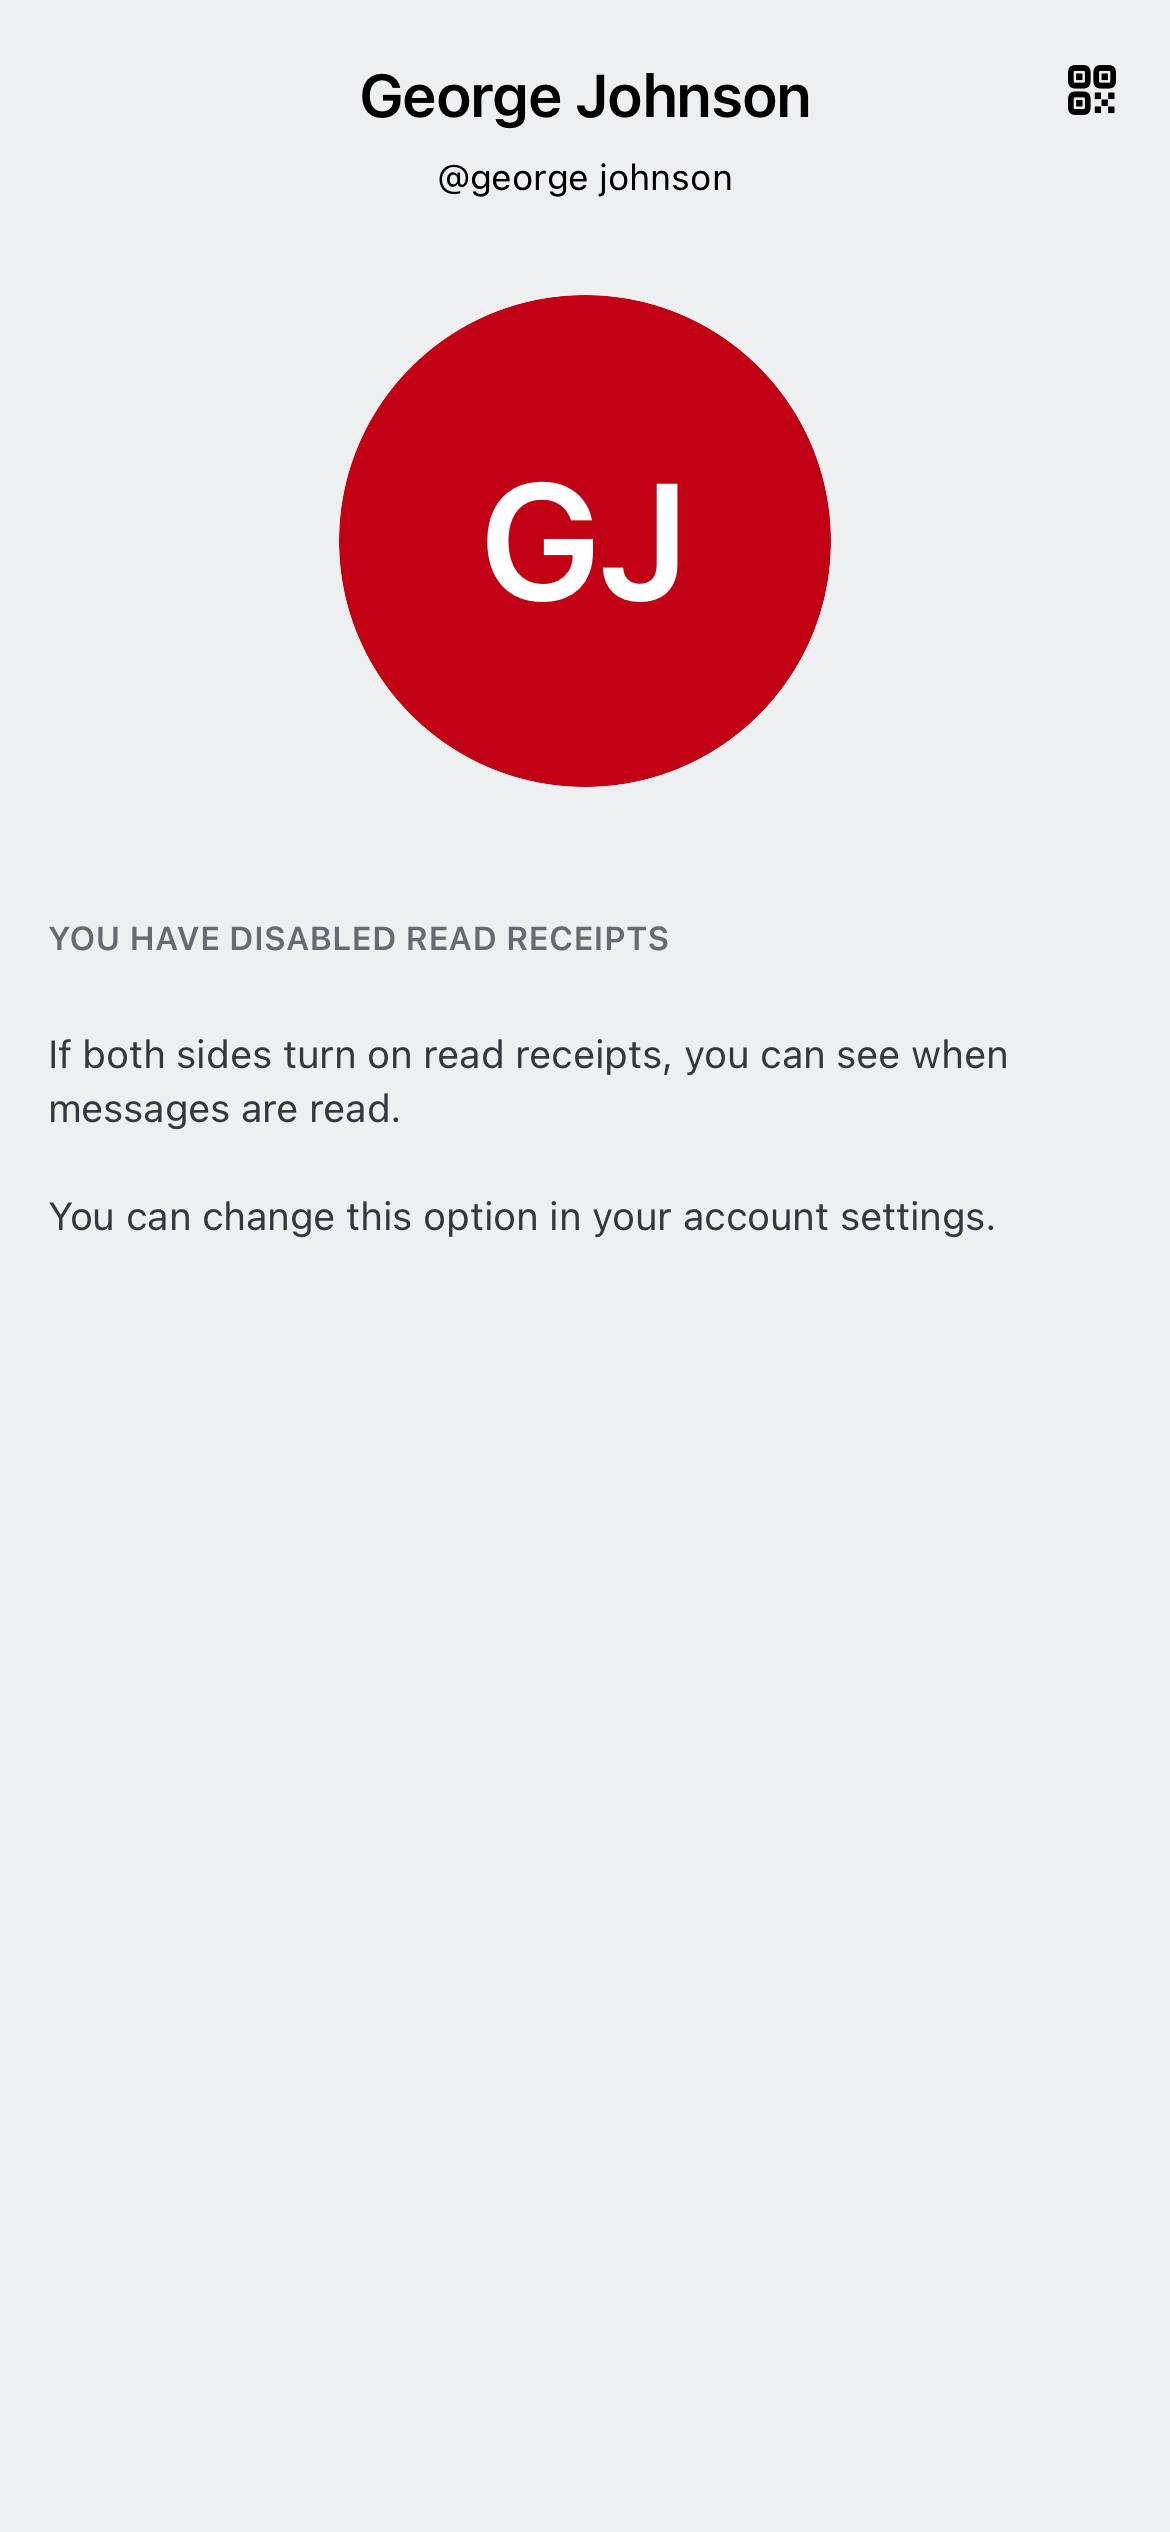 George Johnson
@george johnson
GJ
YOU HAVE DISABLED READ RECEIPTS
If both sides turn on read receipts, you can see when
messages are read.
You can change this option in your account settings.